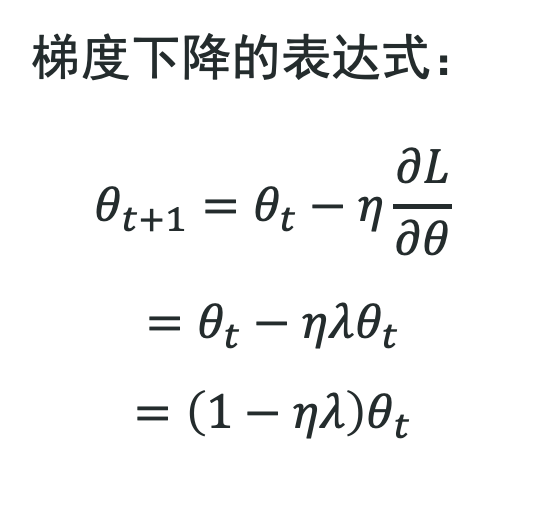 梯度下降的表达式：
θ_{t+1} = θ_t − η ∂L/∂θ
= θ_t − ηλθ_t
= (1 − ηλ)θ_t